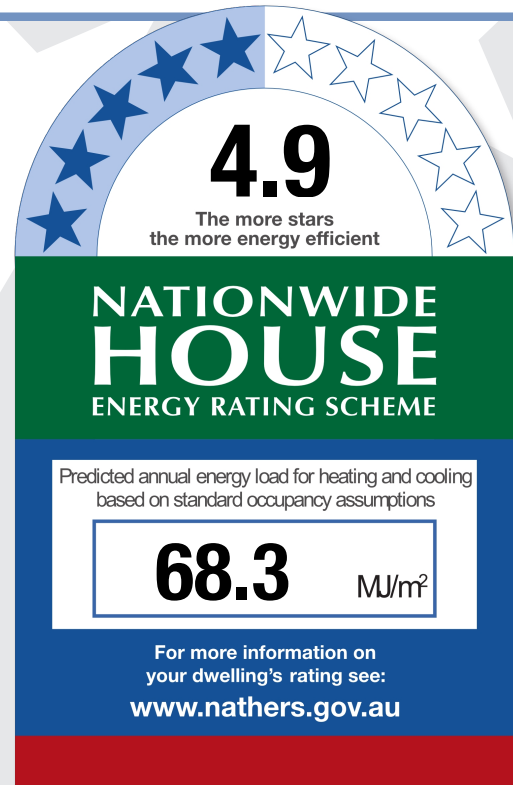 4.9
The more stars
the more energy efficient
NATIONWIDE
HOUSE
ENERGY RATING SCHEME
Predicted annual energy load for heating and cooling
based on standard occupancy assumptions
68.3 MJ/m²
For more information on
your dwelling's rating see:
www.nathers.gov.au